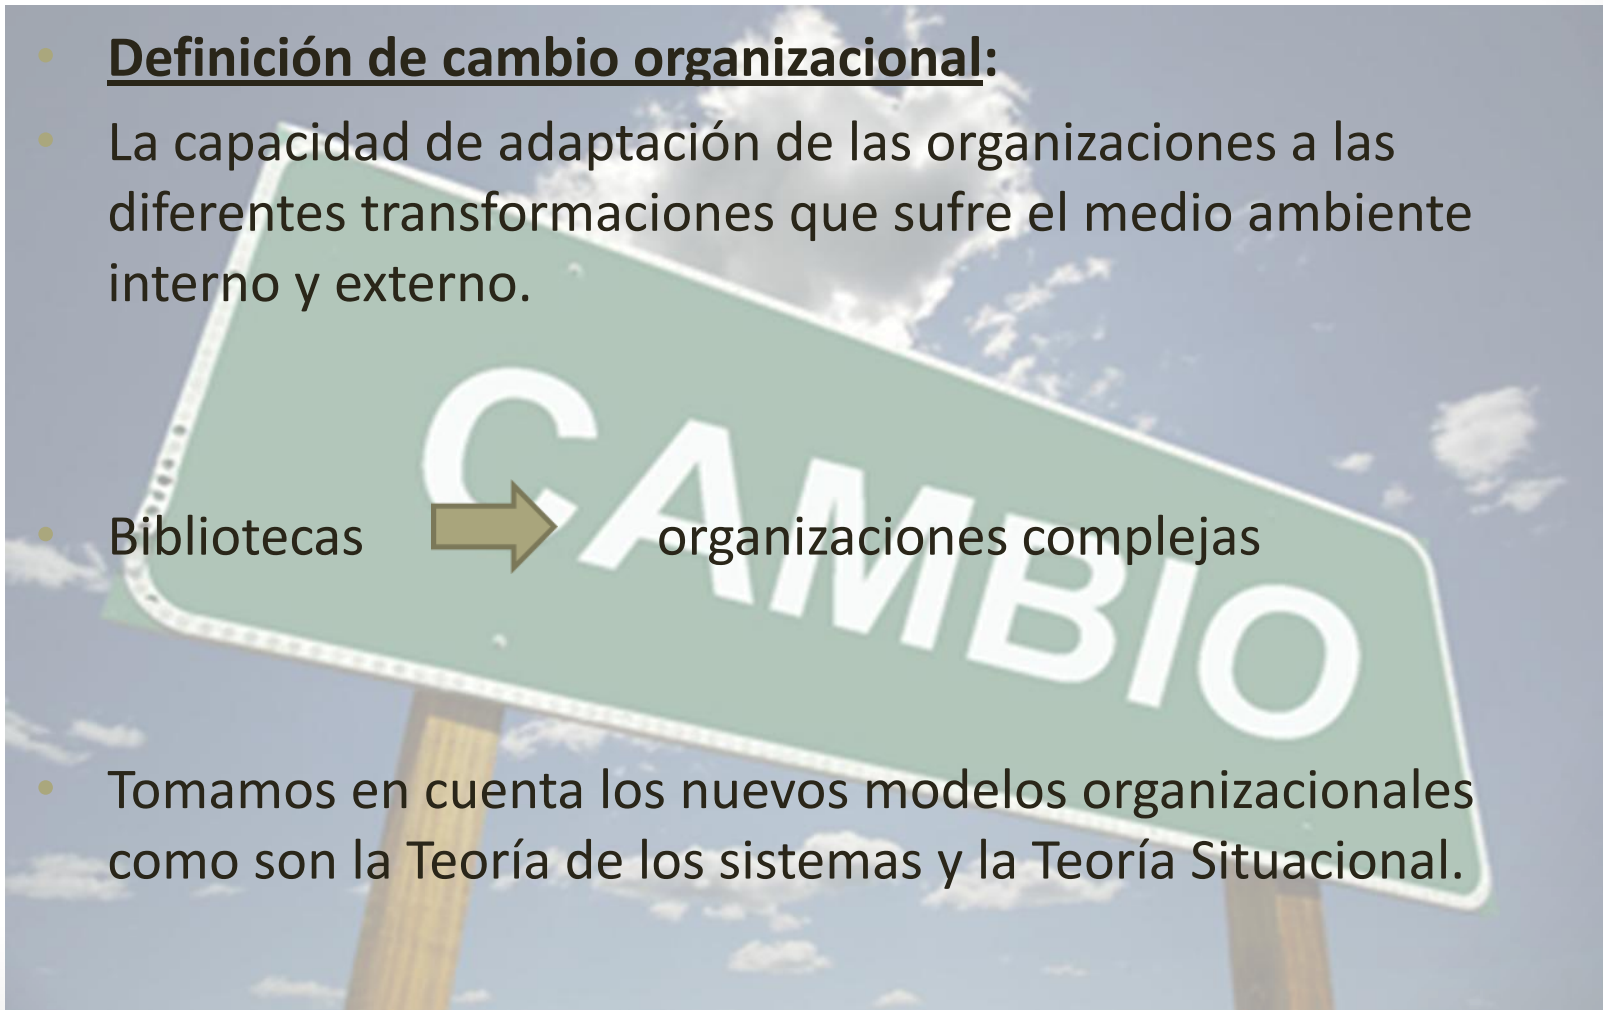 Definición de cambio organizacional:
La capacidad de adaptación de las organizaciones a las
diferentes transformaciones que sufre el medio ambiente
interno y externo.
CAMBIO
Bibliotecas organizaciones complejas
Tomamos en cuenta los nuevos modelos organizacionales
como son la Teoría de los sistemas y la Teoría Situacional.